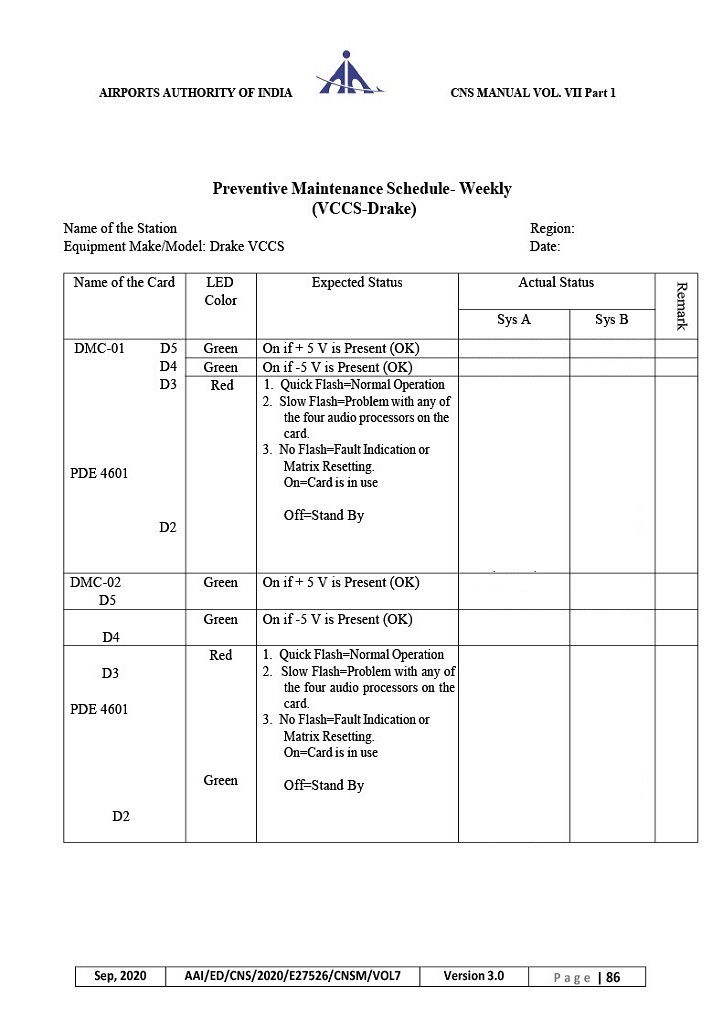 AIRPORTS AUTHORITY OF INDIA
CNS MANUAL VOL. VII Part 1
Preventive Maintenance Schedule- Weekly
(VCCS-Drake)
Name of the Station Region:
Equipment Make/Model: Drake VCCS Date:
Name of the Card LED Color Expected Status Actual Status Remark
Sys A Sys B
DMC-01 D5 Green On if + 5 V is Present (OK)
D4 Green On if -5 V is Present (OK)
D3 Red 1. Quick Flash=Normal Operation
2. Slow Flash=Problem with any of
the four audio processors on the
card.
3. No Flash=Fault Indication or
Matrix Resetting.
PDE 4601
On=Card is in use
Off=Stand By
D2
DMC-02 Green On if + 5 V is Present (OK)
D5
Green On if -5 V is Present (OK)
D4
Red 1. Quick Flash=Normal Operation
D3 2. Slow Flash=Problem with any of
the four audio processors on the
card.
PDE 4601
3. No Flash=Fault Indication or
Matrix Resetting.
On=Card is in use
Green Off=Stand By
D2
Sep, 2020 AAI/ED/CNS/2020/E27526/CNSM/VOL7 Version 3.0 Page | 86